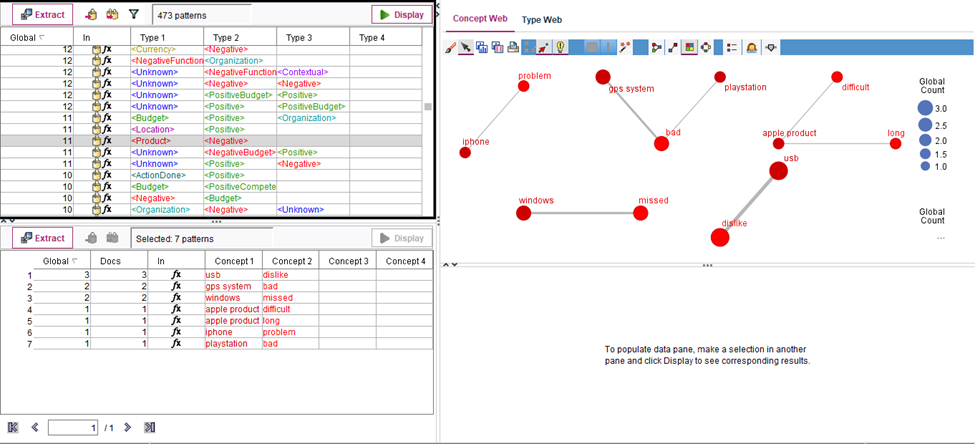 Extract 473 patterns Display
Global In Type 1 Type 2 Type 3 Type 4
12 fx <Currency> <Negative>
12 fx <NegativeFunction <Organization>
12 fx <Unknown> <NegativeFunction <Contextual>
12 fx <Unknown> <Negative> <Negative>
12 fx <Unknown> <PositiveBudget> <Positive>
12 fx <Unknown> <Positive> <PositiveBudget>
11 fx <Budget> <Positive> <Organization>
11 fx <Location> <Positive>
11 fx <Product> <Negative>
11 fx <Unknown> <NegativeBudget> <Positive>
11 fx <Unknown> <Positive> <Negative>
10 fx <ActionDone> <Positive>
10 fx <Budget> <PositiveCompete
10 fx <Negative> <Budget>
10 fx <Organization> <Negative> <Unknown>
Extract Selected: 7 patterns Display
Global Docs In Concept 1 Concept 2 Concept 3 Concept 4
1 3 3 fx usb dislike
2 2 2 fx gps system bad
3 2 2 fx windows missed
4 1 1 fx apple product difficult
5 1 1 fx apple product long
6 1 1 fx iphone problem
7 1 1 fx playstation bad
1 / 1
Concept Web Type Web
problem
gps system
playstation
difficult
iphone
bad
apple product
long
usb
windows
missed
dislike
Global
Count
3.0
2.5
2.0
1.5
1.0
Global
Count
...
To populate data pane, make a selection in another
pane and click Display to see corresponding results.